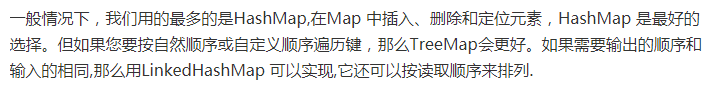 一般情况下，我们用的最多的是HashMap,在Map 中插入、删除和定位元素，HashMap 是最好的
选择。但如果您要按自然顺序或自定义顺序遍历键，那么TreeMap会更好。如果需要输出的顺序和
输入的相同,那么用LinkedHashMap 可以实现,它还可以按读取顺序来排列.